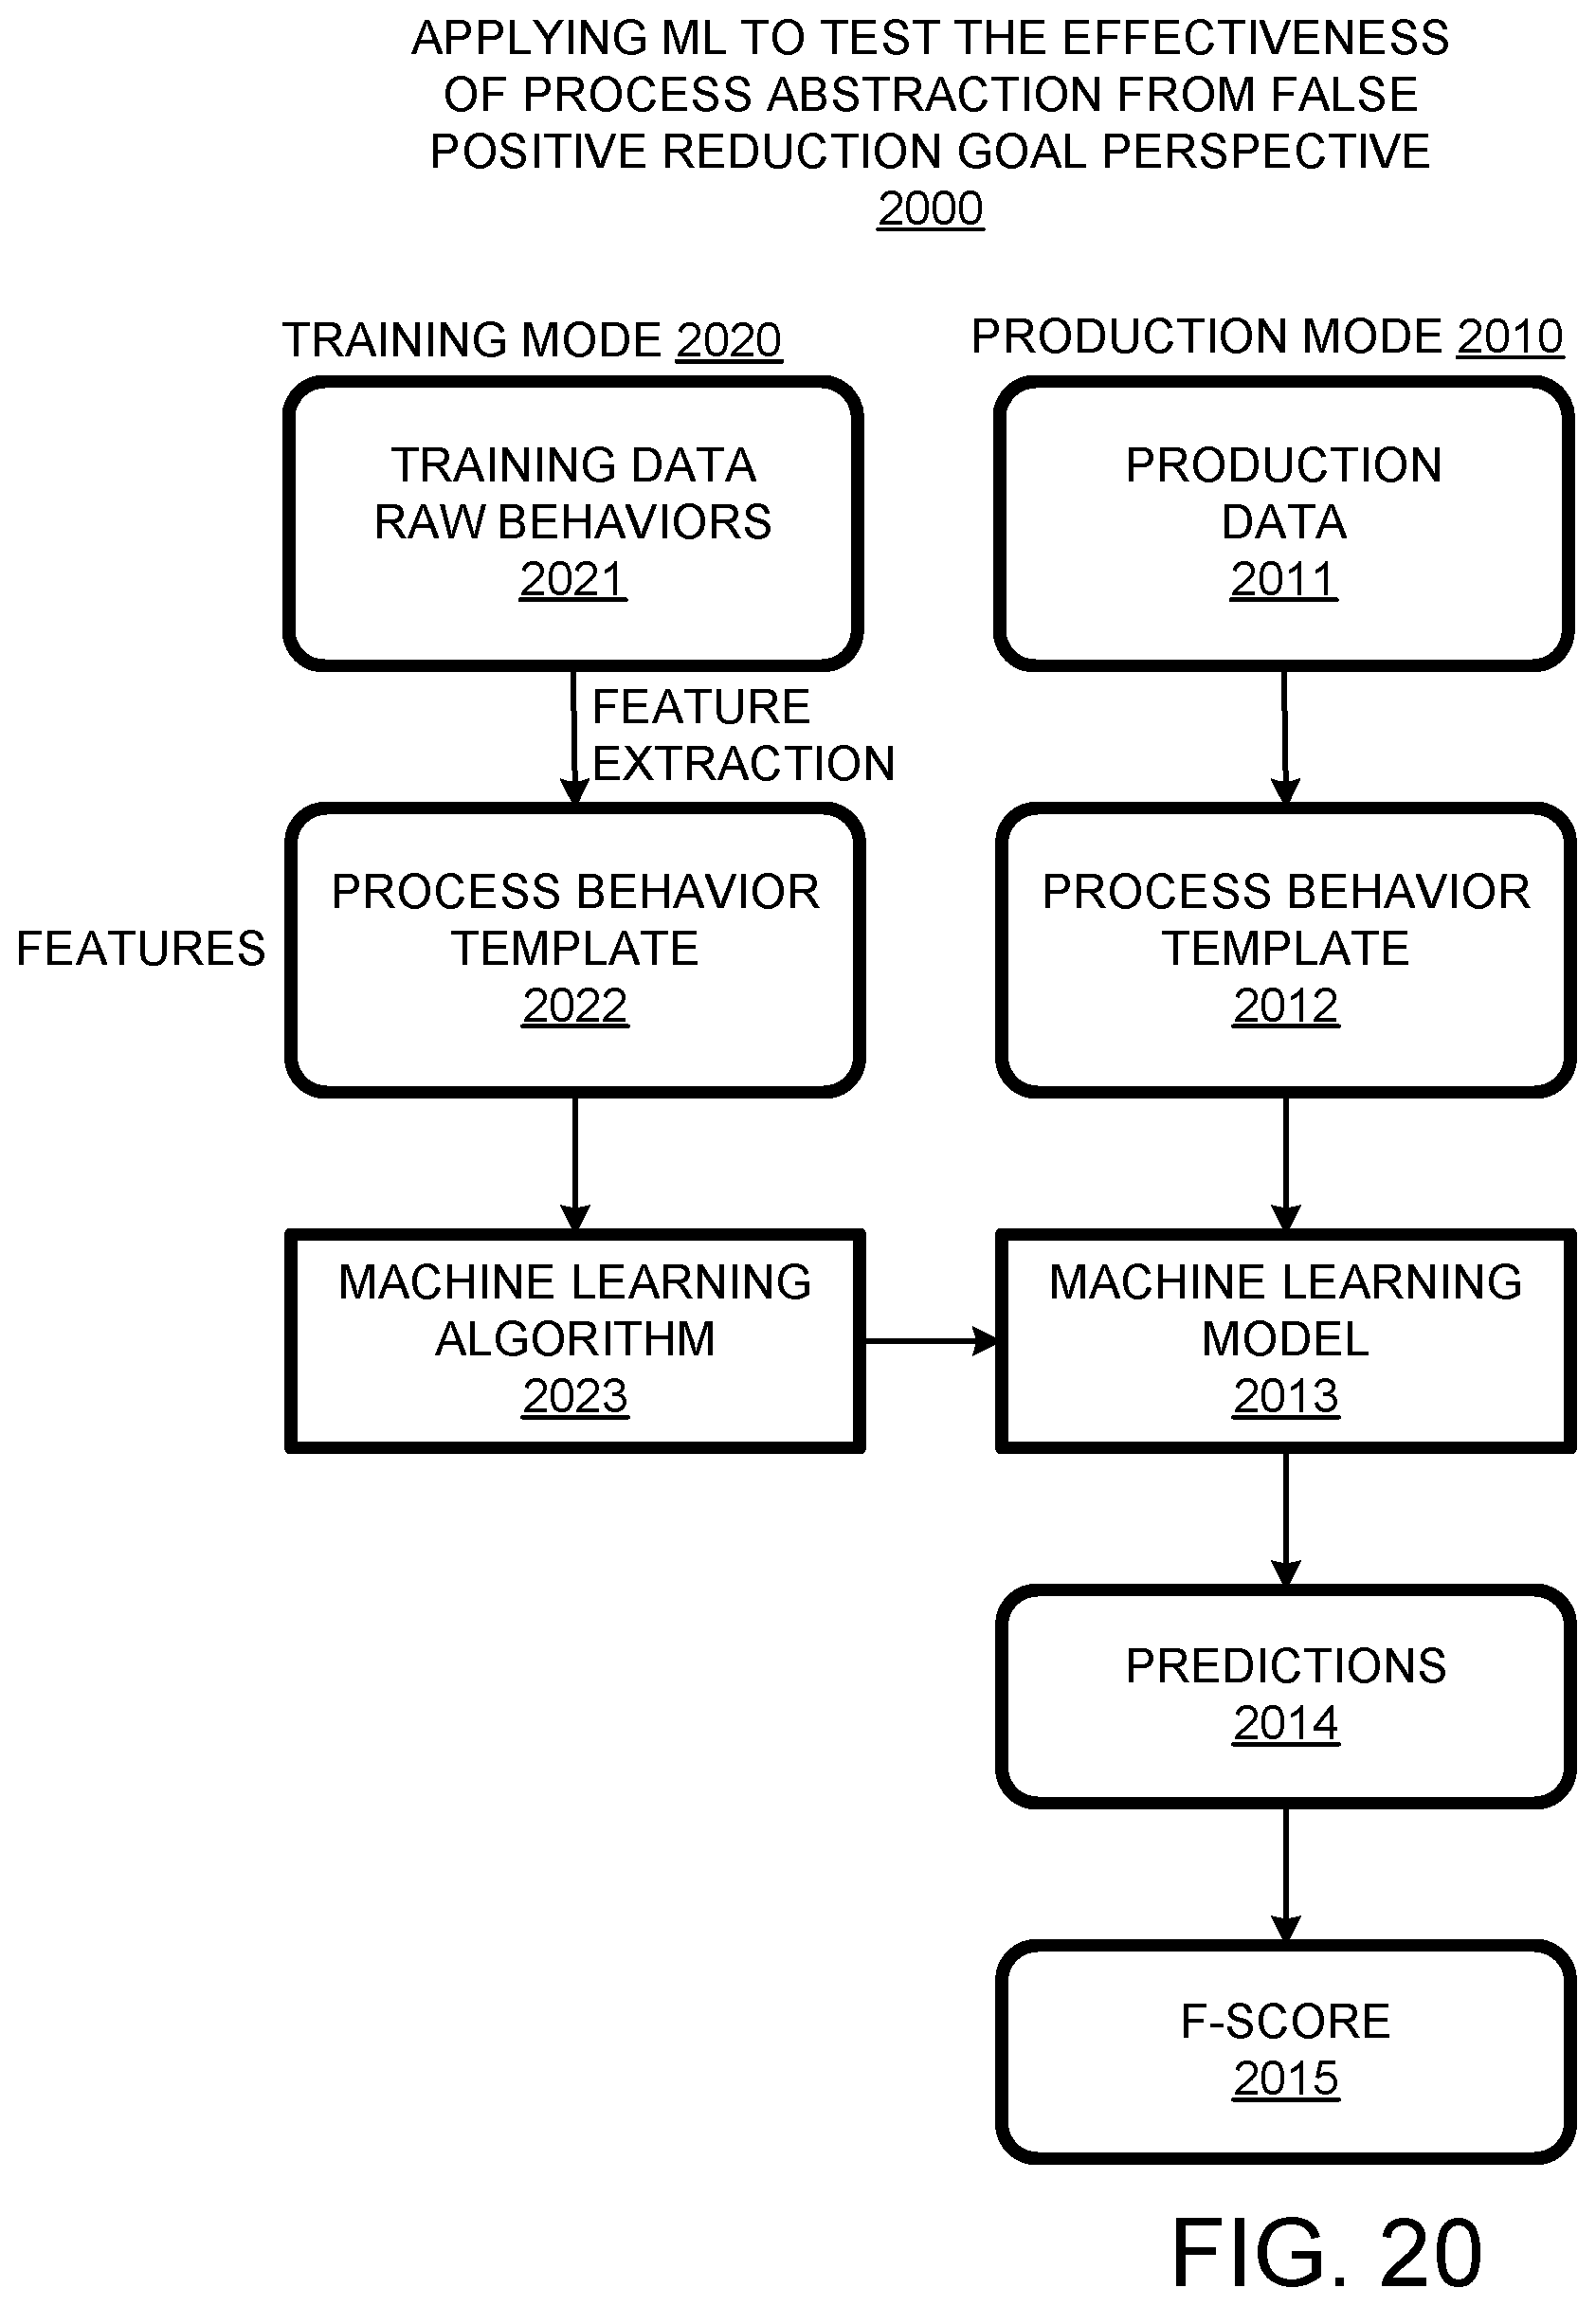 APPLYING ML TO TEST THE EFFECTIVENESS
OF PROCESS ABSTRACTION FROM FALSE
POSITIVE REDUCTION GOAL PERSPECTIVE
2000
TRAINING MODE 2020
TRAINING DATA
RAW BEHAVIORS
2021
FEATURE
EXTRACTION
FEATURES
PROCESS BEHAVIOR
TEMPLATE
2022
MACHINE LEARNING
ALGORITHM
2023
PRODUCTION MODE 2010
PRODUCTION
DATA
2011
PROCESS BEHAVIOR
TEMPLATE
2012
MACHINE LEARNING
MODEL
2013
PREDICTIONS
2014
F-SCORE
2015
FIG. 20